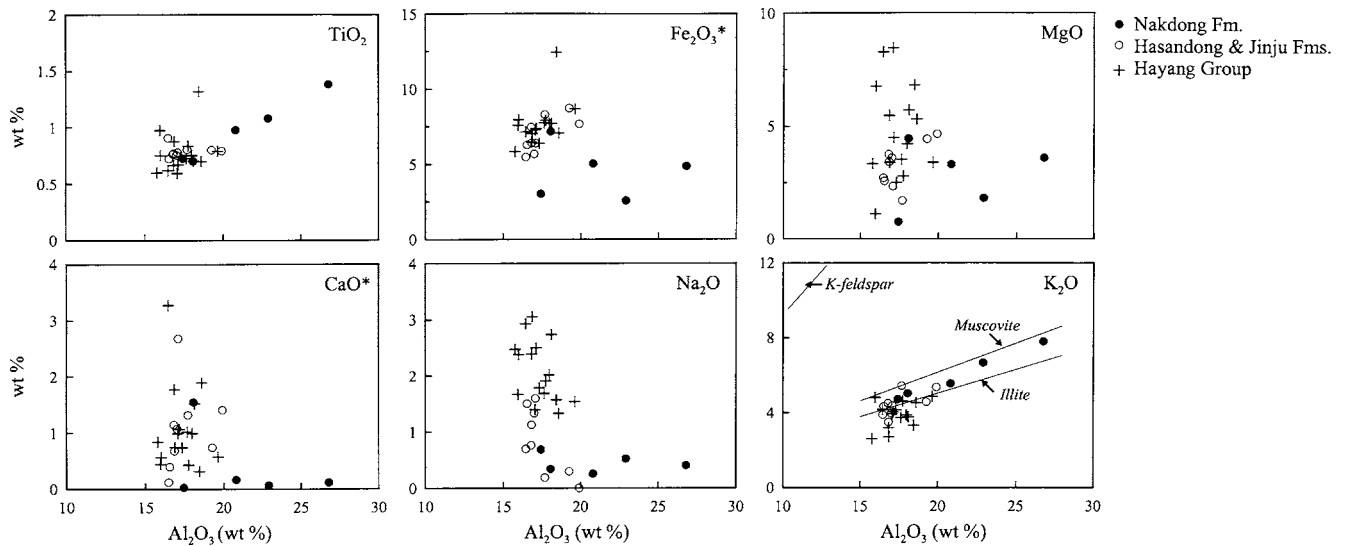 2
1.5
1
0.5
0
wt %
TiO₂
15
10
5
0
Fe₂O₃*
10
5
0
MgO
Nakdong Fm.
Hasandong & Jinju Fms.
Hayang Group
4
3
2
1
0
10 15 20 25 30
wt %
Al₂O₃ (wt %)
CaO*
4
3
2
1
0
10 15 20 25 30
Al₂O₃ (wt %)
Na₂O
12
8
4
0
10 15 20 25 30
Al₂O₃ (wt %)
K₂O
K-feldspar
Muscovite
Illite